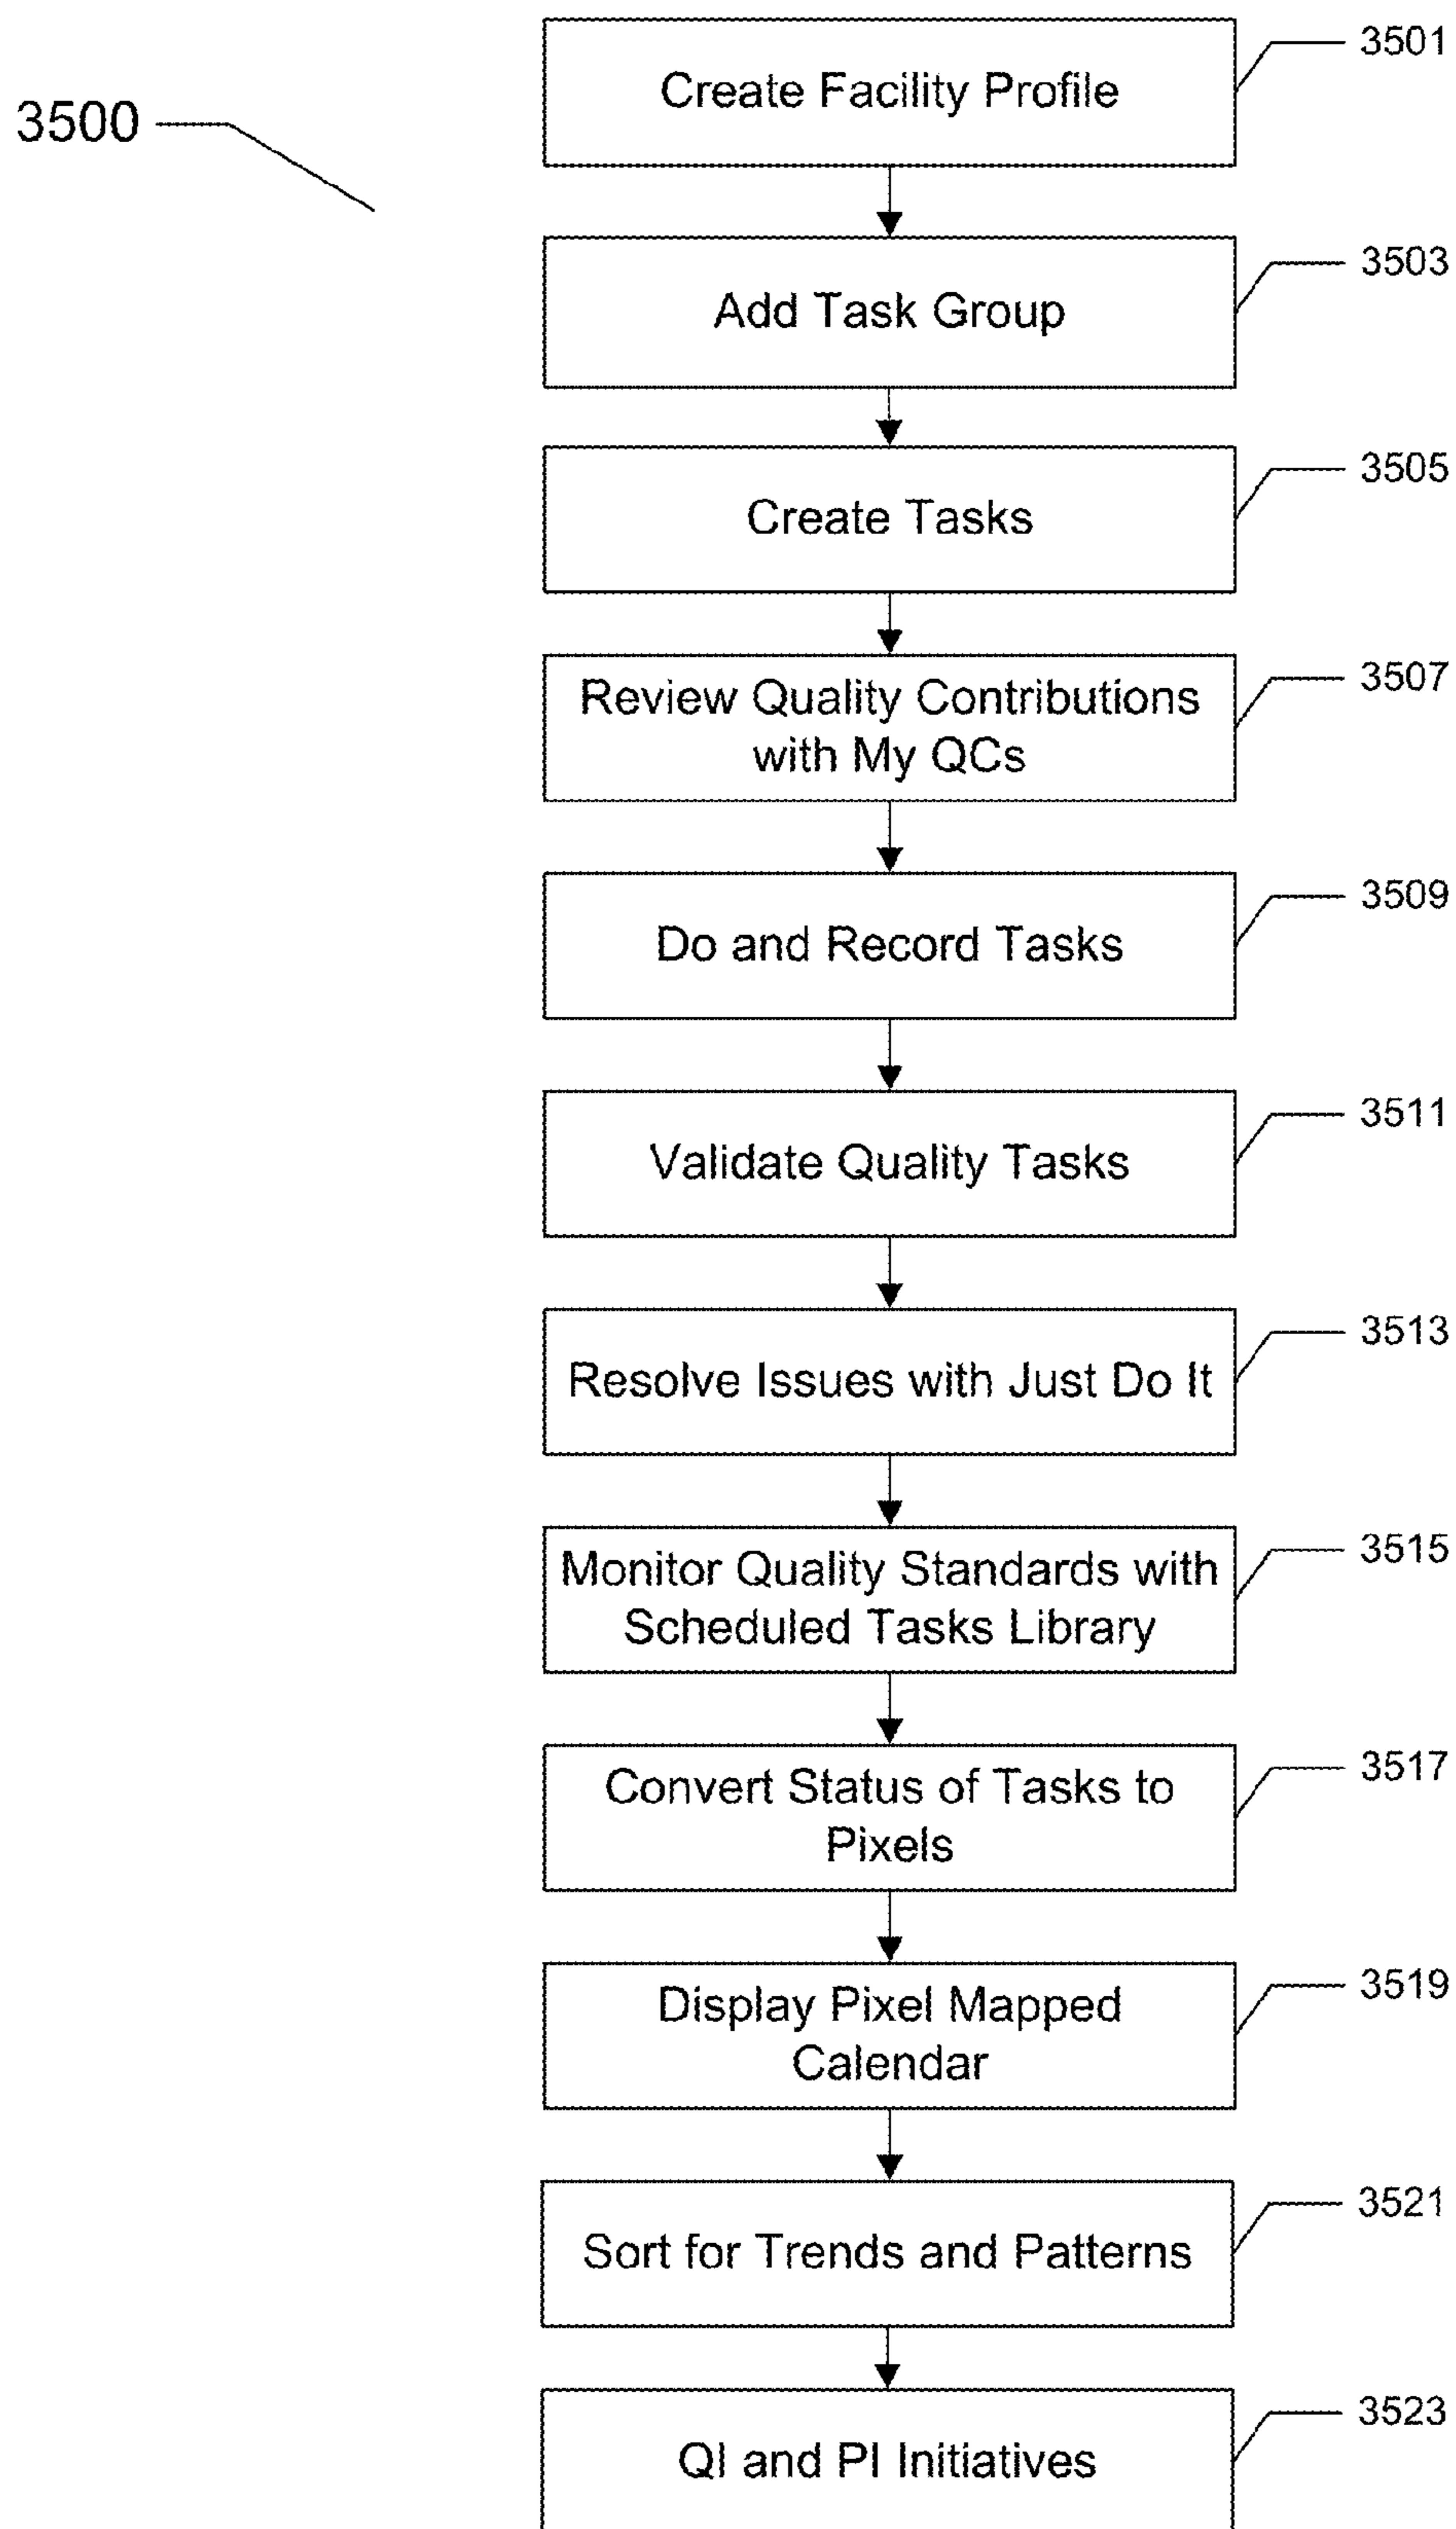 3500
Create Facility Profile
3501
Add Task Group
3503
Create Tasks
3505
Review Quality Contributions
with My QCs
3507
Do and Record Tasks
3509
Validate Quality Tasks
3511
Resolve Issues with Just Do It
3513
Monitor Quality Standards with
Scheduled Tasks Library
3515
Convert Status of Tasks to
Pixels
3517
Display Pixel Mapped
Calendar
3519
Sort for Trends and Patterns
3521
QI and PI Initiatives
3523